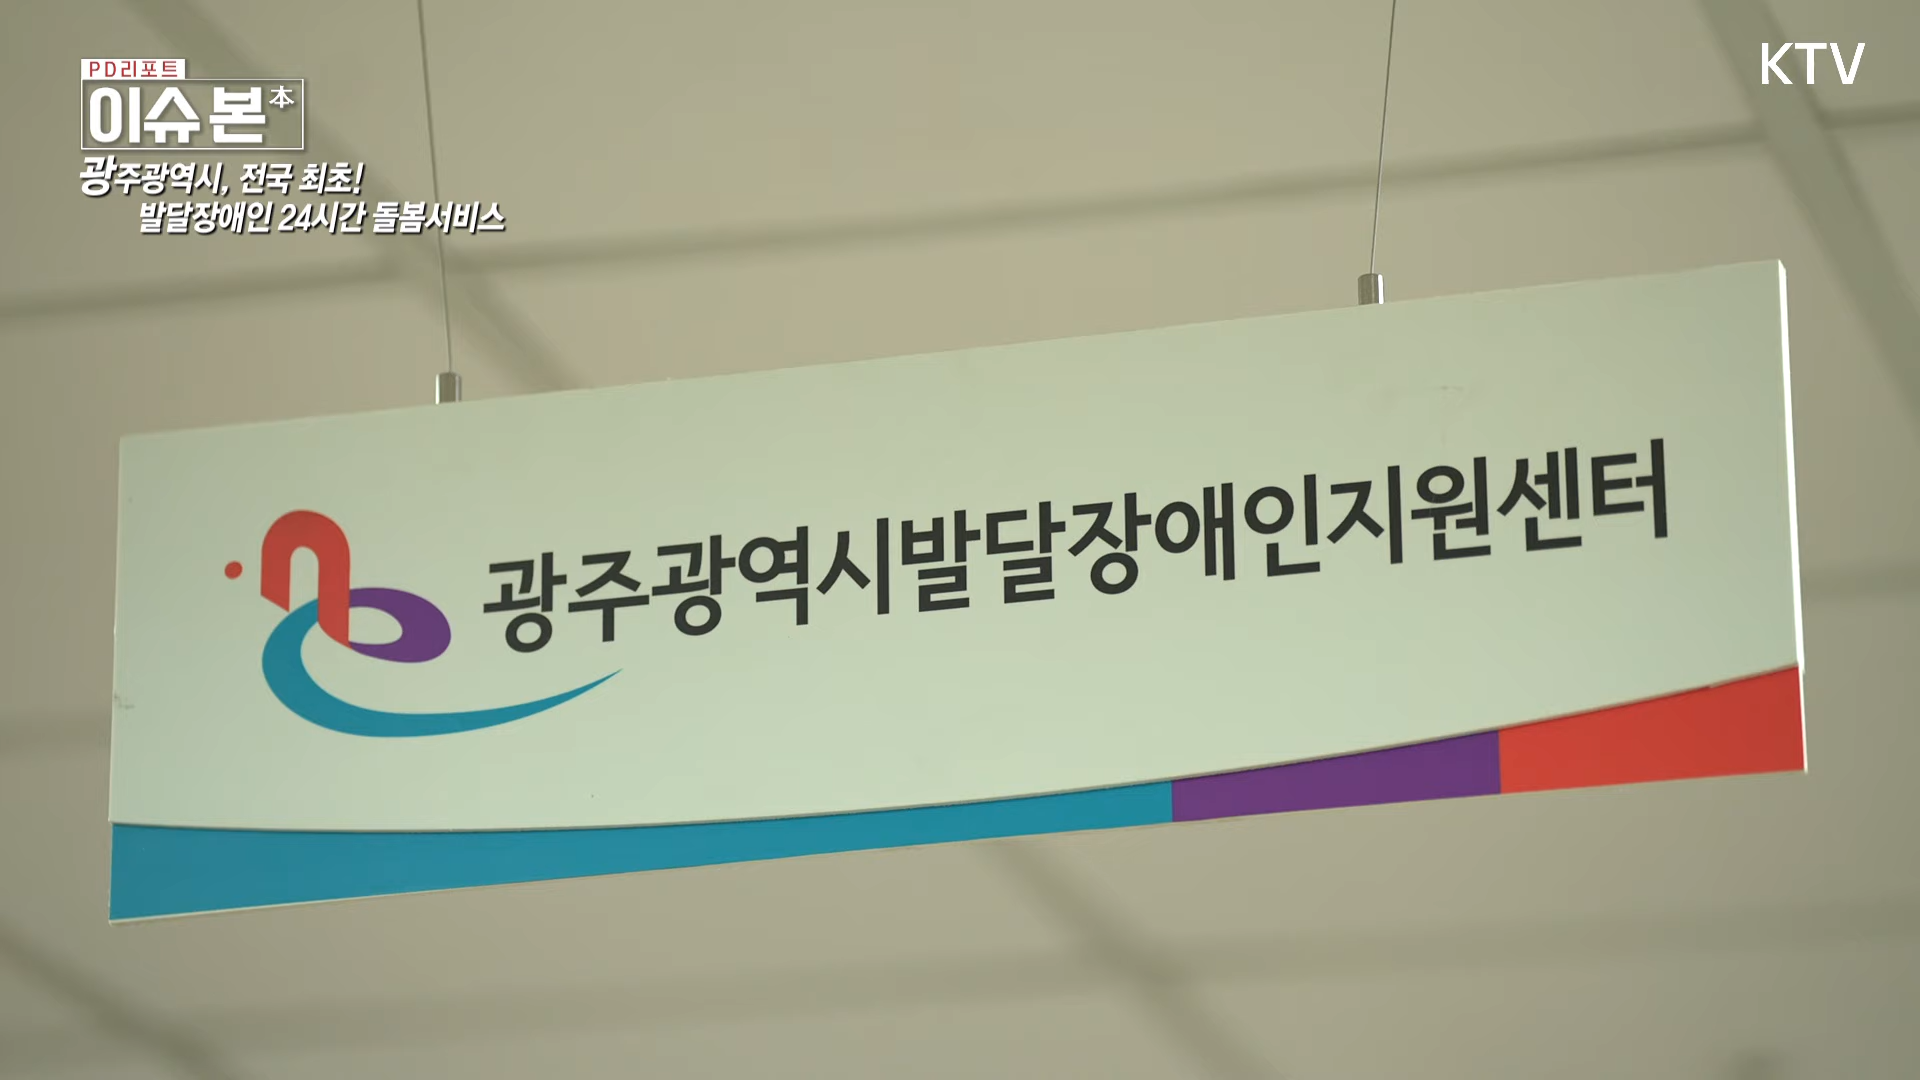 PD리포트
이슈 본 本
광주광역시, 전국 최초!
발달장애인 24시간 돌봄서비스
KTV
광주광역시발달장애인지원센터